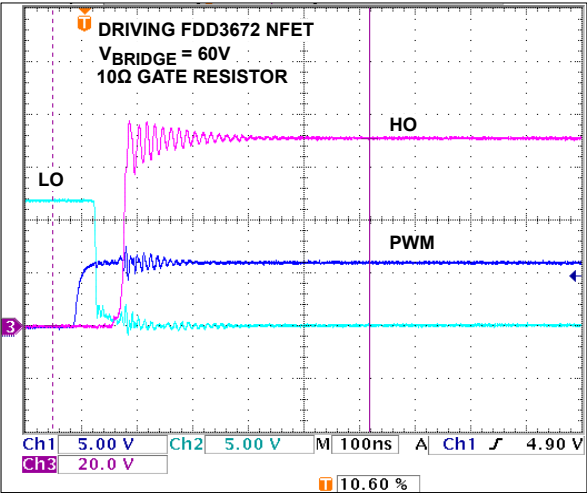 T
DRIVING FDD3672 NFET
VBRIDGE = 60V
10Ω GATE RESISTOR
HO
LO
PWM
3
Ch1 5.00 V Ch2 5.00 V M 100ns A Ch1 ʃ 4.90 V
Ch3 20.0 V
T 10.60 %